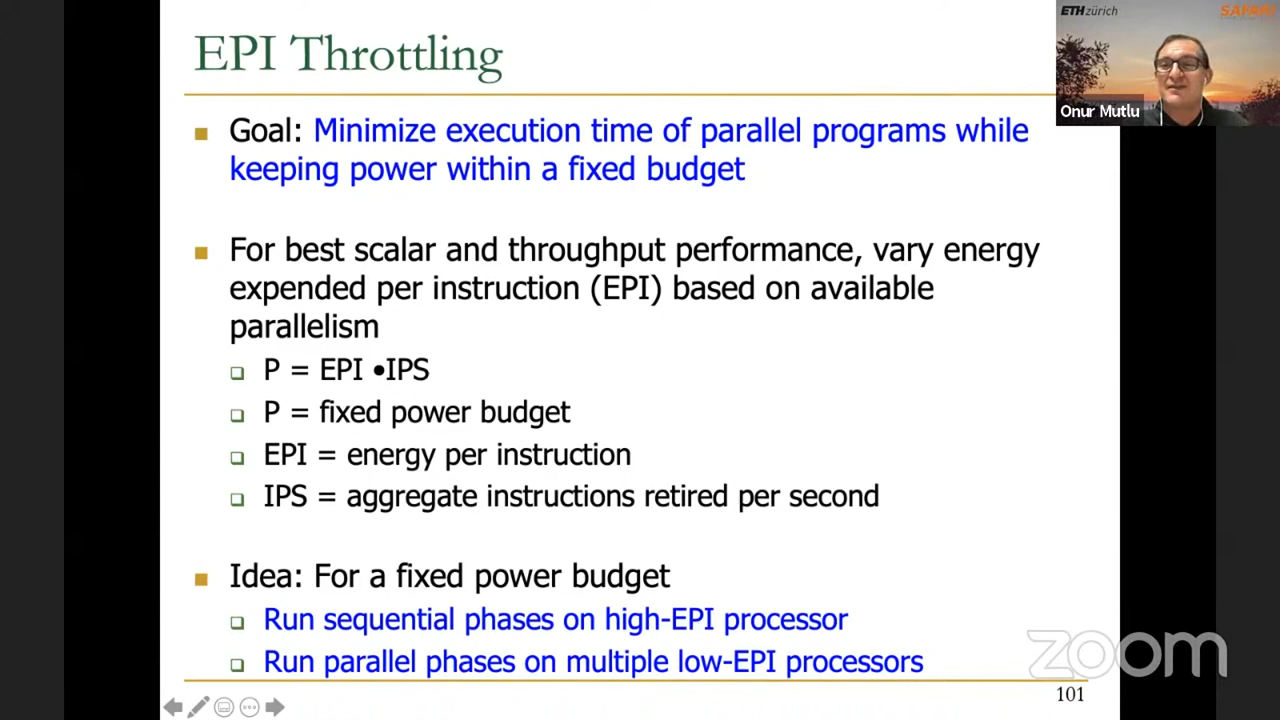 EPI Throttling
ETH zürich
SAFARI
Onur Mutlu
Goal: Minimize execution time of parallel programs while
keeping power within a fixed budget
For best scalar and throughput performance, vary energy
expended per instruction (EPI) based on available
parallelism
P = EPI •IPS
P = fixed power budget
EPI = energy per instruction
IPS = aggregate instructions retired per second
Idea: For a fixed power budget
Run sequential phases on high-EPI processor
Run parallel phases on multiple low-EPI processors
zoom
101